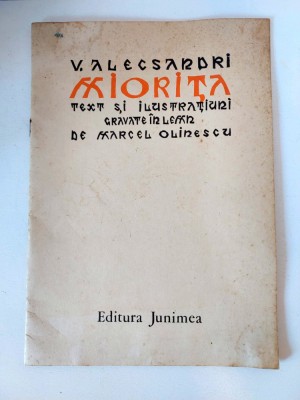 V. ALECSANDRI
MIORIȚA
TEXT ȘI ILUSTRAȚIUNI
GRAVATE ÎN LEMN
DE MARCEL OLINESCU
Editura Junimea